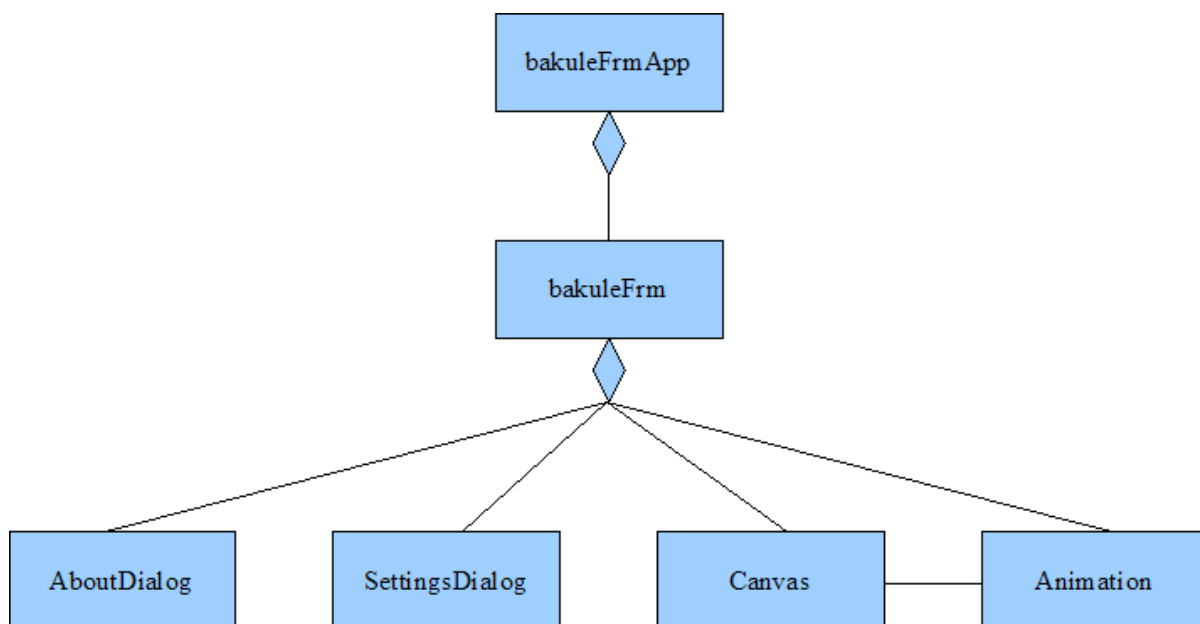 bakuleFrmApp
bakuleFrm
AboutDialog
SettingsDialog
Canvas
Animation